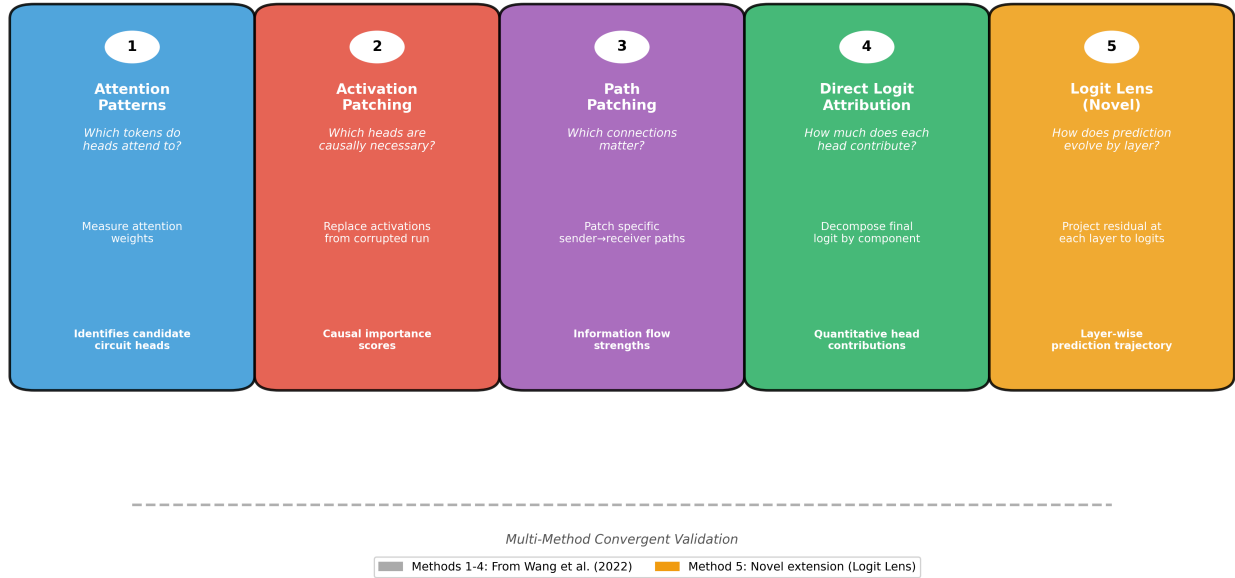 1
Attention
Patterns
Which tokens do
heads attend to?
Measure attention
weights
Identifies candidate
circuit heads
2
Activation
Patching
Which heads are
causally necessary?
Replace activations
from corrupted run
Causal importance
scores
3
Path
Patching
Which connections
matter?
Patch specific
sender→receiver paths
Information flow
strengths
4
Direct Logit
Attribution
How much does each
head contribute?
Decompose final
logit by component
Quantitative head
contributions
5
Logit Lens
(Novel)
How does prediction
evolve by layer?
Project residual at
each layer to logits
Layer-wise
prediction trajectory
Multi-Method Convergent Validation
Methods 1-4: From Wang et al. (2022)
Method 5: Novel extension (Logit Lens)